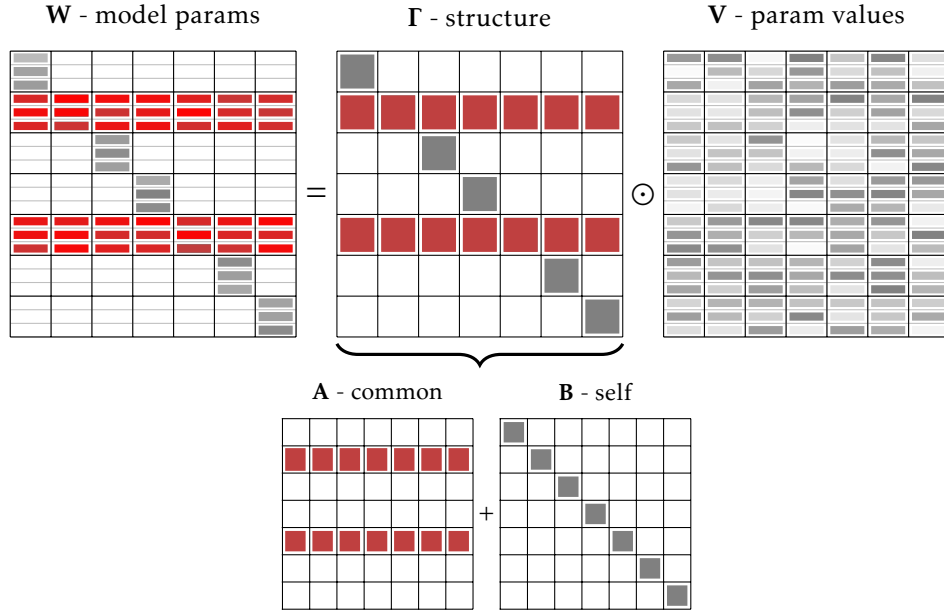 W - model params
Γ - structure
V - param values
=
⊙
A - common
B - self
+